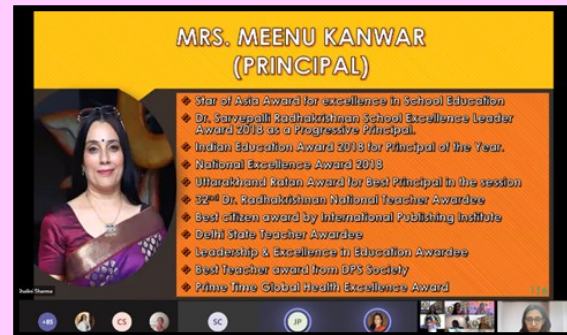 MRS. MEENU KANWAR
(PRINCIPAL)
❖ Star of Asia Award for excellence in School Education
❖ Dr. Sarvepalli Radhakrishnan School Excellence Leader
Award 2018 as a Progressive Principal.
❖ Indian Education Award 2018 for Principal of the Year.
❖ National Excellence Award 2018
❖ Uttarakhand Ratan Award for Best Principal in the session
❖ 32nd Dr. Radhakrishnan National Teacher Awardee
❖ Best citizen award by International Publishing Institute
❖ Delhi State Teacher Awardee
❖ Leadership & Excellence in Education Awardee
❖ Best Teacher award from DPS Society
❖ Prime Time Global Health Excellence Award
Shalini Sharma
116
+85
CS
SC
JP